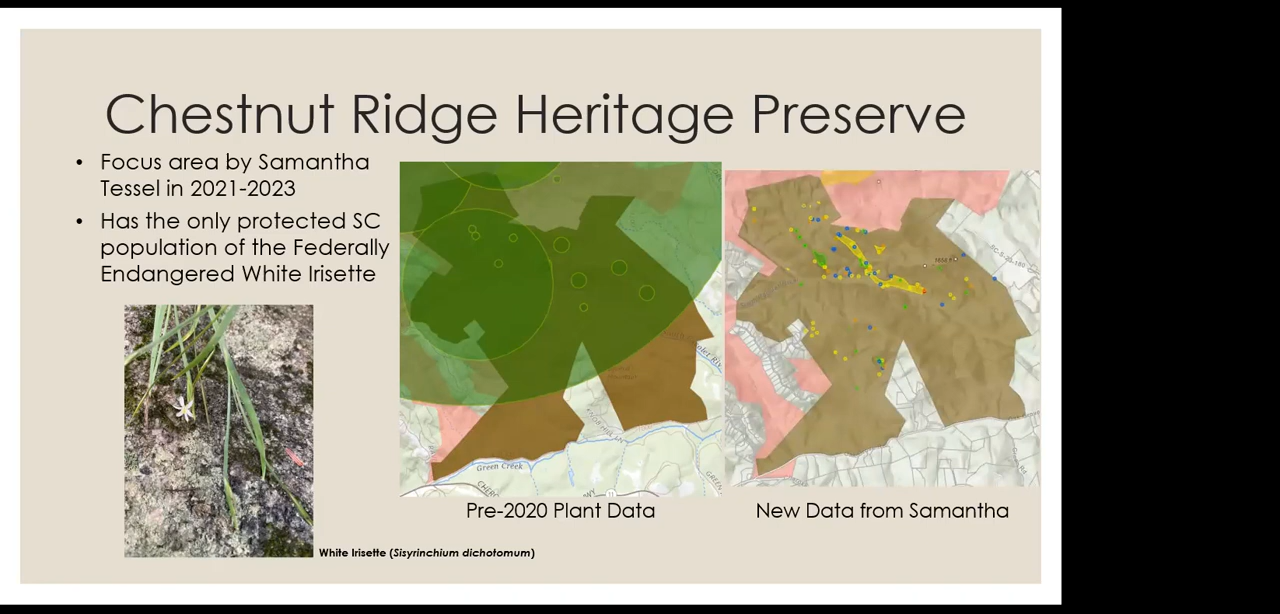 Chestnut Ridge Heritage Preserve
• Focus area by Samantha
Tessel in 2021-2023
• Has the only protected SC
population of the Federally
Endangered White Irisette
Green Creek
Pre-2020 Plant Data
New Data from Samantha
White Irisette (Sisyrinchium dichotomum)